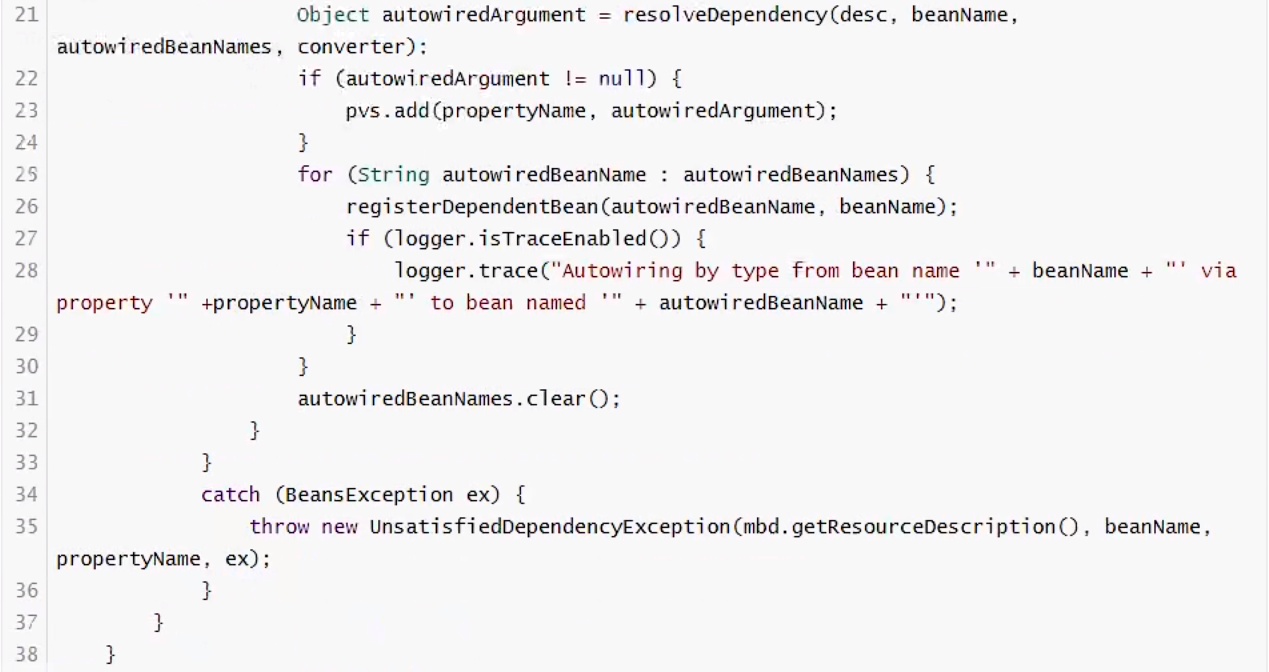 21 Object autowiredArgument = resolveDependency(desc, beanName,
autowiredBeanNames, converter);
22 if (autowiredArgument != null) {
23 pvs.add(propertyName, autowiredArgument);
24 }
25 for (String autowiredBeanName : autowiredBeanNames) {
26 registerDependentBean(autowiredBeanName, beanName);
27 if (logger.isTraceEnabled()) {
28 logger.trace("Autowiring by type from bean name '" + beanName + "' via
property '" +propertyName + "' to bean named '" + autowiredBeanName + "'");
29 }
30 }
31 autowiredBeanNames.clear();
32 }
33 }
34 catch (BeansException ex) {
35 throw new UnsatisfiedDependencyException(mbd.getResourceDescription(), beanName,
propertyName, ex);
36 }
37 }
38 }